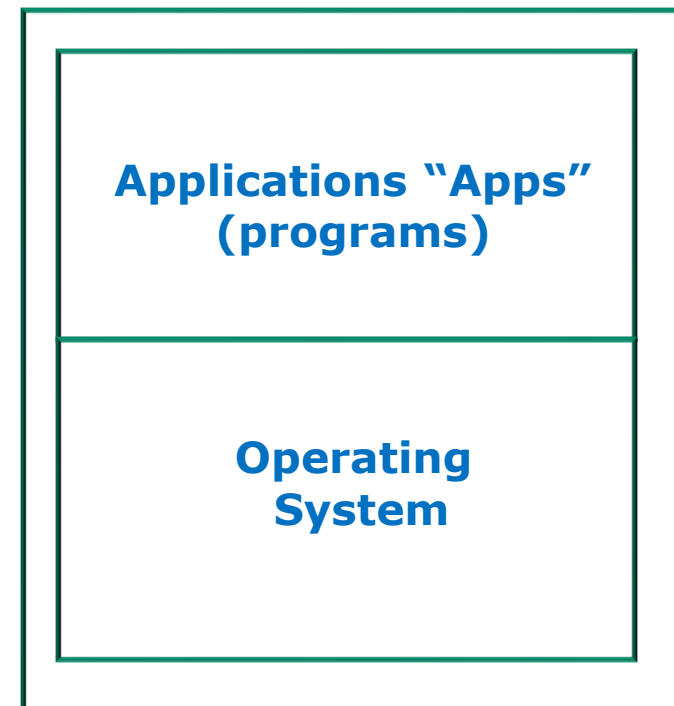 Applications “Apps”
(programs)
Operating
System